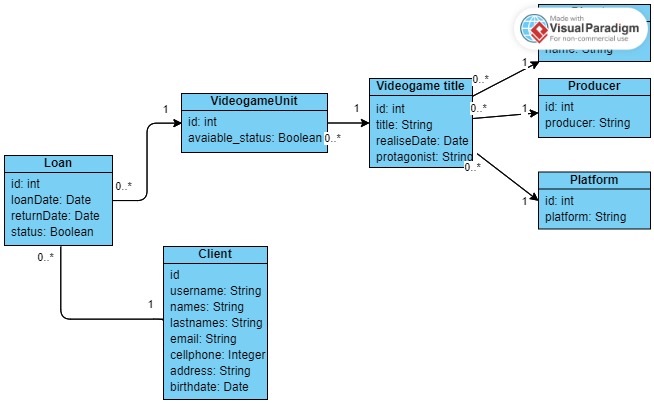 Made with
VisualParadigm
For non-commercial use
name: String
0..*
1
Producer
id: int
producer: String
Videogame title
id: int
title: String
realiseDate: Date
protagonist: String
0..*
1
0..*
1
Platform
id: int
platform: String
VideogameUnit
id: int
avaiable_status: Boolean
1
0..*
1
0..*
Loan
id: int
loanDate: Date
returnDate: Date
status: Boolean
0..*
1
Client
id
username: String
names: String
lastnames: String
email: String
cellphone: Integer
address: String
birthdate: Date